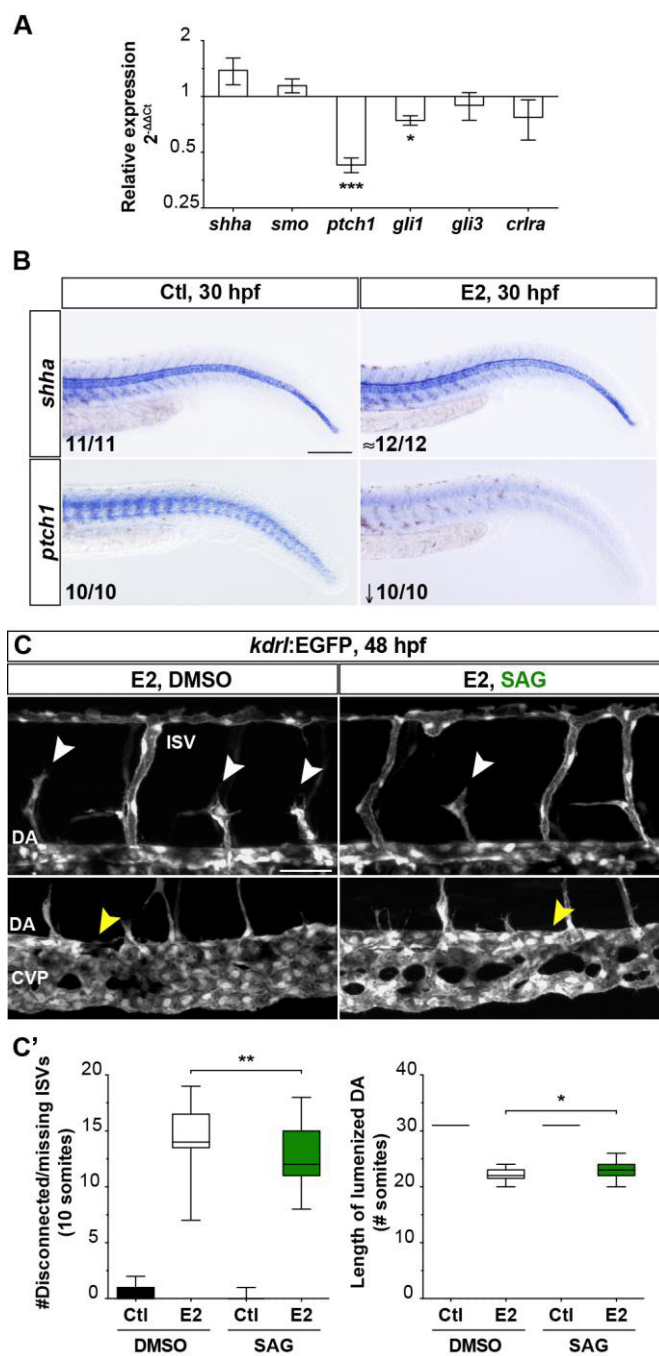 A
Relative expression
2^-ΔΔCt
2
1
0.5
0.25
***
*
shha smo ptch1 gli1 gli3 crlra
B
Ctl, 30 hpf E2, 30 hpf
shha
11/11 ≈12/12
ptch1
10/10 ↓10/10
C kdrl:EGFP, 48 hpf
E2, DMSO E2, SAG
ISV
DA
DA
CVP
C'
#Disconnected/missing ISVs
(10 somites)
20
15
10
5
0
**
Ctl E2 Ctl E2
DMSO SAG
Length of lumenized DA
(# somites)
40
30
20
10
0
*
Ctl E2 Ctl E2
DMSO SAG